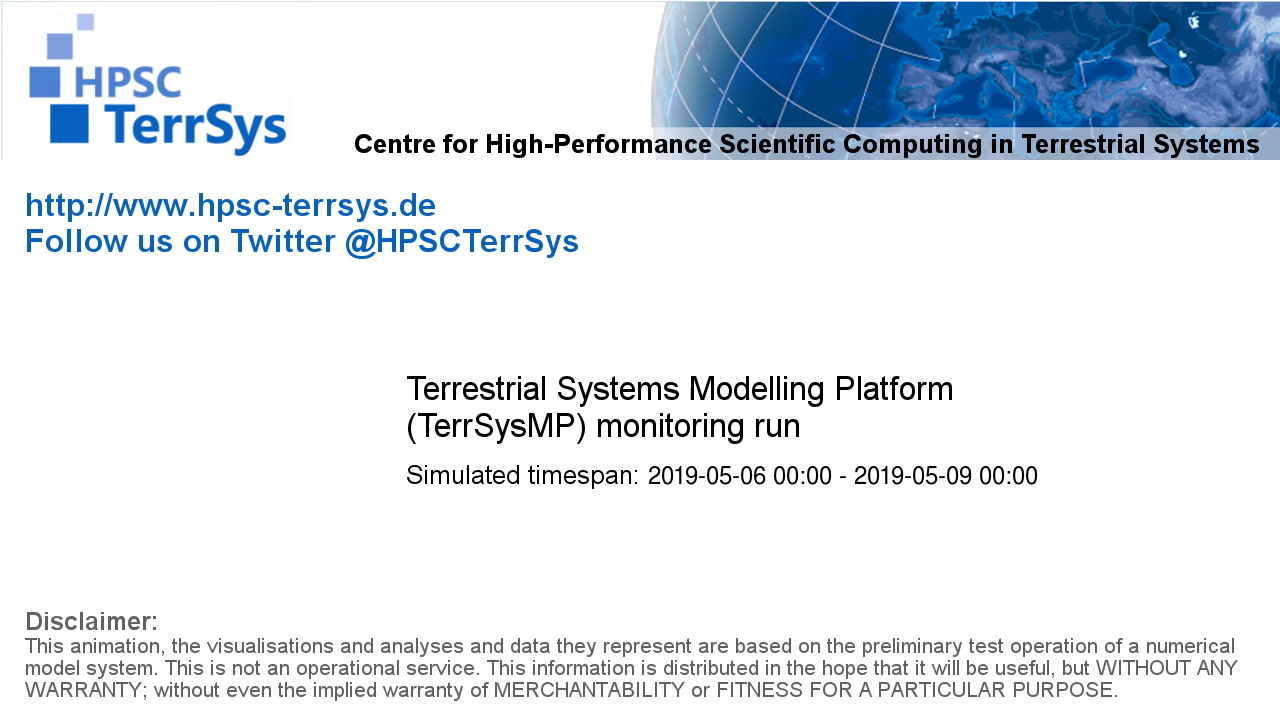 HPSC
TerrSys
Centre for High-Performance Scientific Computing in Terrestrial Systems
http://www.hpsc-terrsys.de
Follow us on Twitter @HPSCTerrSys
Terrestrial Systems Modelling Platform
(TerrSysMP) monitoring run
Simulated timespan: 2019-05-06 00:00 - 2019-05-09 00:00
Disclaimer:
This animation, the visualisations and analyses and data they represent are based on the preliminary test operation of a numerical
model system. This is not an operational service. This information is distributed in the hope that it will be useful, but WITHOUT ANY
WARRANTY; without even the implied warranty of MERCHANTABILITY or FITNESS FOR A PARTICULAR PURPOSE.